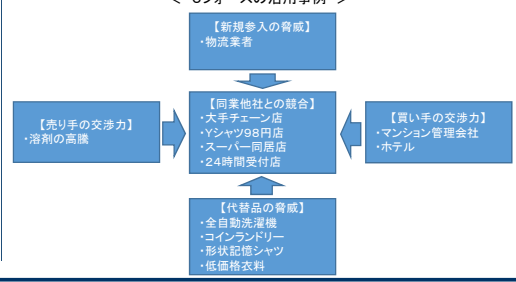 < 5フォースの活用事例 >
【新規参入の脅威】
・物流業者
【同業他社との競合】
・大手チェーン店
・Yシャツ98円店
・スーパー同居店
・24時間受付店
【売り手の交渉力】
・溶剤の高騰
【買い手の交渉力】
・マンション管理会社
・ホテル
【代替品の脅威】
・全自動洗濯機
・コインランドリー
・形状記憶シャツ
・低価格衣料